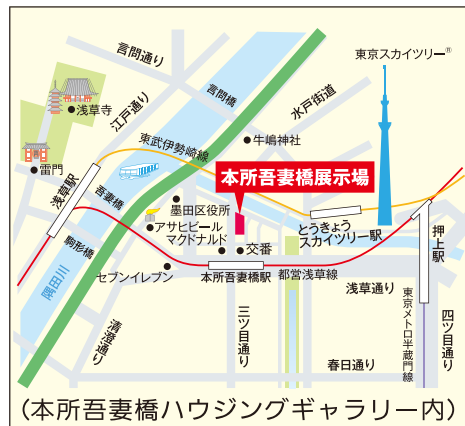 言問通り
東京スカイツリー®
言問橋
水戸街道
浅草寺
江戸通り
牛嶋神社
東武伊勢崎線
雷門
浅草駅
本所吾妻橋展示場
吾妻橋
墨田区役所
アサヒビール
とうきょう
スカイツリー駅
マクドナルド
交番
押上駅
駒形橋
セブンイレブン
本所吾妻橋駅
都営浅草線
隅田川
浅草通り
清澄通り
三ツ目通り
東京メトロ半蔵門線
四ツ目通り
春日通り
(本所吾妻橋ハウジングギャラリー内)